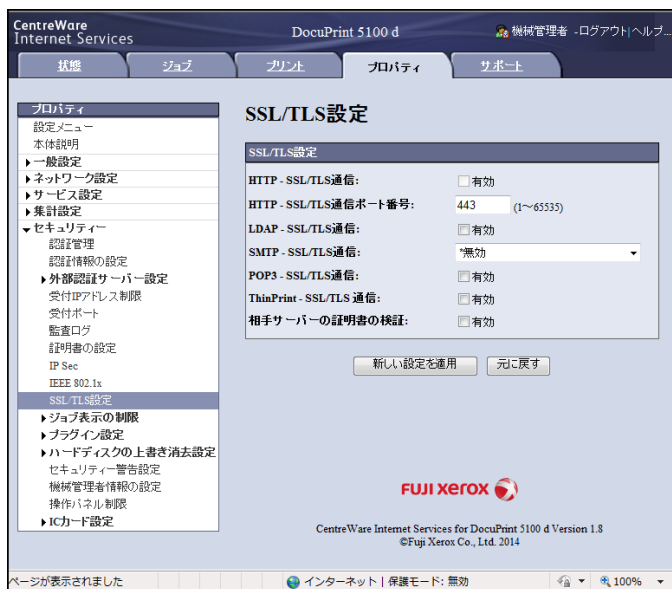 CentreWare
Internet Services
DocuPrint 5100 d
機械管理者 -ログアウト|ヘルプ...
状態 ジョブ プリント プロパティ サポート
プロパティ
設定メニュー
本体説明
一般設定
ネットワーク設定
サービス設定
集計設定
セキュリティー
認証管理
認証情報の設定
外部認証サーバー設定
受付IPアドレス制限
受付ポート
監査ログ
証明書の設定
IP Sec
IEEE 802.1x
SSL/TLS設定
ジョブ表示の制限
プラグイン設定
ハードディスクの上書き消去設定
セキュリティー警告設定
機械管理者情報の設定
操作パネル制限
ICカード設定
SSL/TLS設定
SSL/TLS設定
HTTP - SSL/TLS通信: 有効
HTTP - SSL/TLS通信ポート番号: 443 (1～65535)
LDAP - SSL/TLS通信: 有効
SMTP - SSL/TLS通信: *無効
POP3 - SSL/TLS通信: 有効
ThinPrint - SSL/TLS 通信: 有効
相手サーバーの証明書の検証: 有効
新しい設定を適用 元に戻す
FUJI xerox
CentreWare Internet Services for DocuPrint 5100 d Version 1.8
©Fuji Xerox Co., Ltd. 2014
ページが表示されました インターネット | 保護モード: 無効 100%